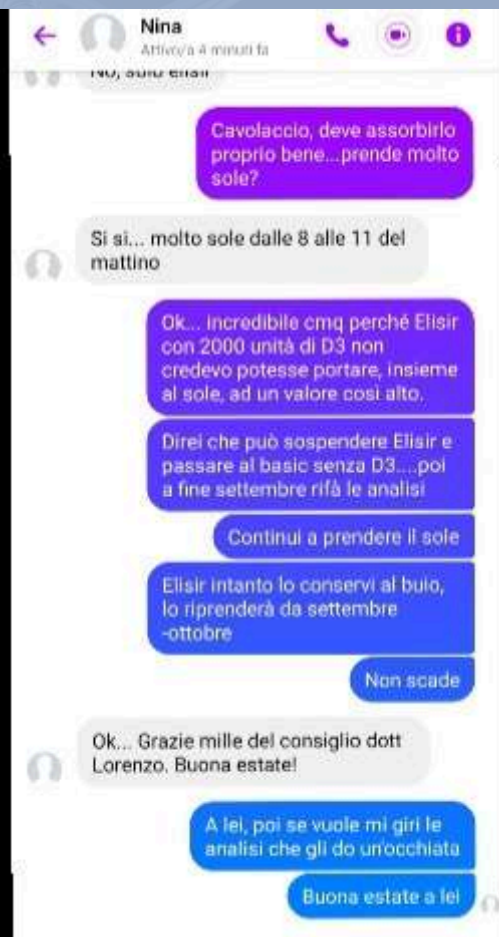 Nina
Attivo/a 4 minuti fa
No, solo elisir
Cavolaccio, deve assorbirlo
proprio bene...prende molto
sole?
Si si... molto sole dalle 8 alle 11 del
mattino
Ok... incredibile cmq perché Elisir
con 2000 unità di D3 non
credevo potesse portare, insieme
al sole, ad un valore così alto.
Direi che può sospendere Elisir e
passare al basic senza D3....poi
a fine settembre rifà le analisi
Continui a prendere il sole
Elisir intanto lo conservi al buio,
lo riprenderà da settembre
-ottobre
Non scade
Ok... Grazie mille del consiglio dott
Lorenzo. Buona estate!
A lei, poi se vuole mi giri le
analisi che gli do un'occhiata
Buona estate a lei